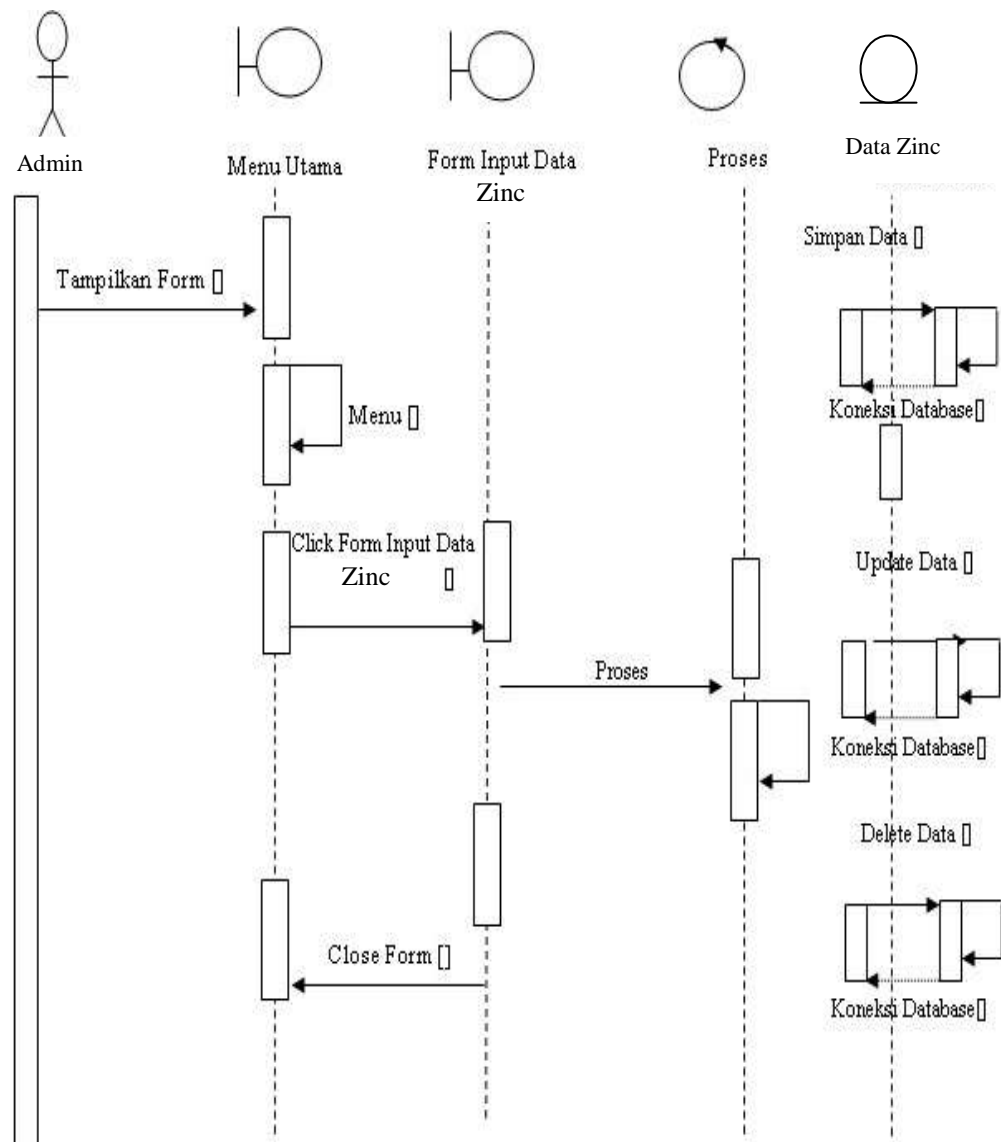 Admin
Menu Utama
Form Input Data
Zinc
Proses
Data Zinc
Simpan Data []
Tampilkan Form []
Koneksi Database[]
Menu []
Click Form Input Data
Zinc []
Update Data []
Proses
Koneksi Database[]
Delete Data []
Close Form []
Koneksi Database[]